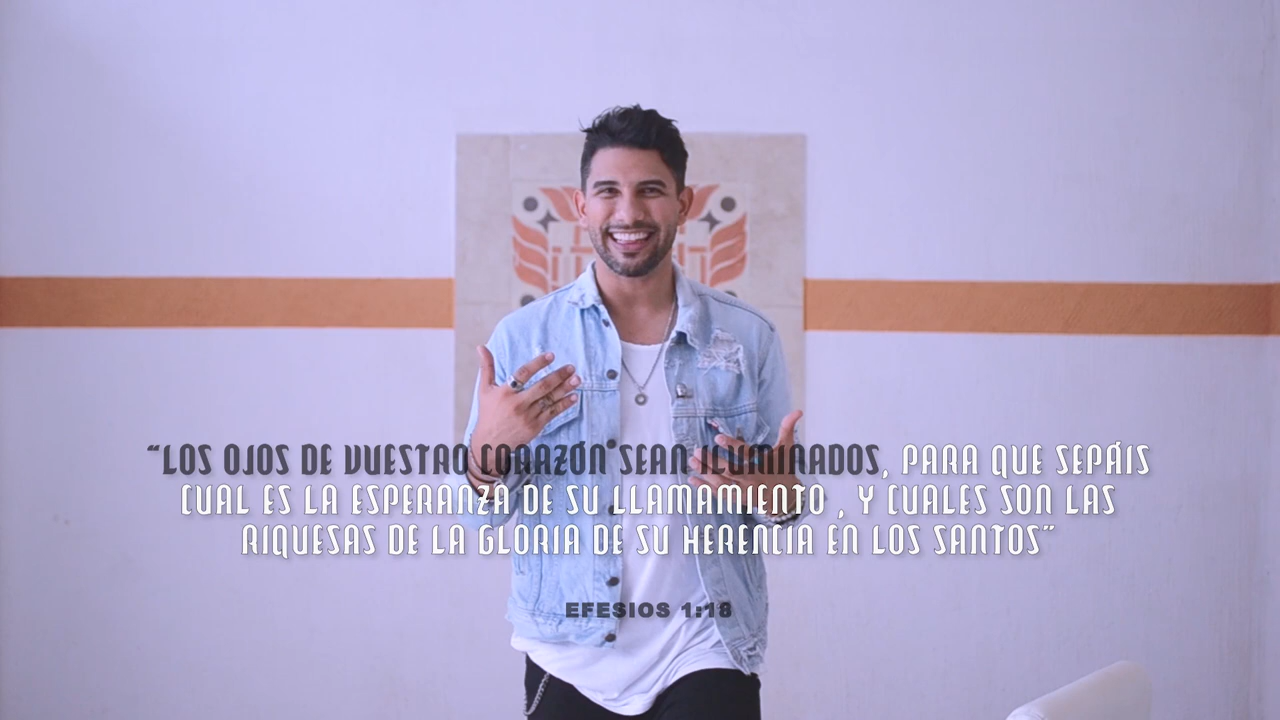 “LOS OJOS DE VUESTRO CORAZÓN SEAN ILUMINADOS, PARA QUE SEPÁIS
CUAL ES LA ESPERANZA DE SU LLAMAMIENTO , Y CUALES SON LAS
RIQUESAS DE LA GLORIA DE SU HERENCIA EN LOS SANTOS”
EFESIOS 1:18